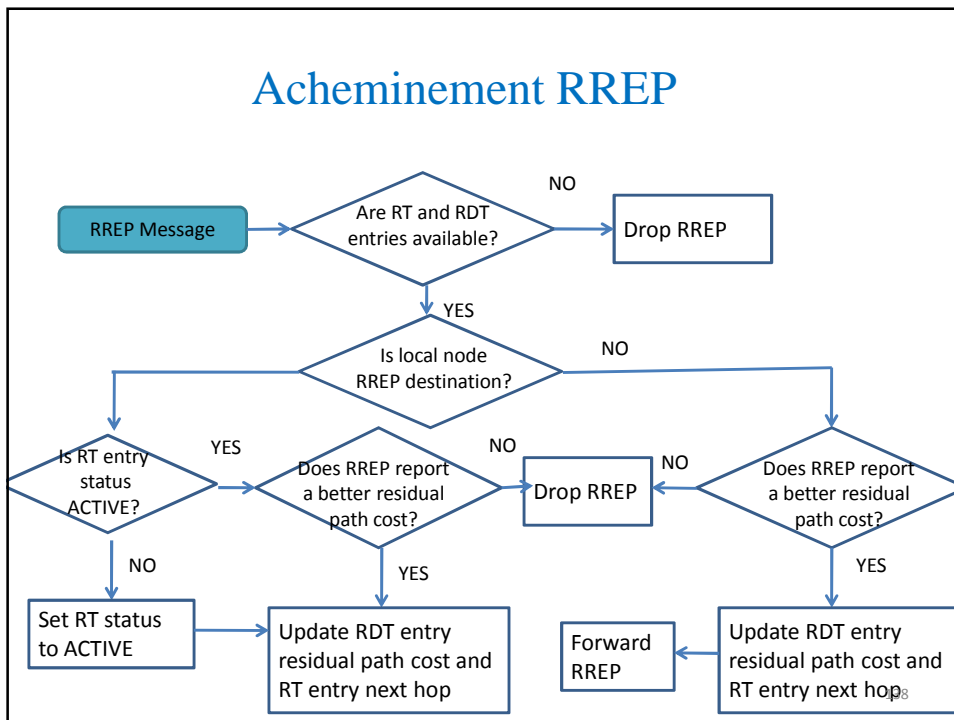 Acheminement RREP
NO
RREP Message
Are RT and RDT
entries available?
Drop RREP
YES
Is local node
RREP destination?
NO
Is RT entry
status
ACTIVE?
YES
Does RREP report
a better residual
path cost?
NO
Drop RREP
NO
Does RREP report
a better residual
path cost?
NO
YES
YES
Set RT status
to ACTIVE
Update RDT entry
residual path cost and
RT entry next hop
Forward
RREP
Update RDT entry
residual path cost and
RT entry next hop
138